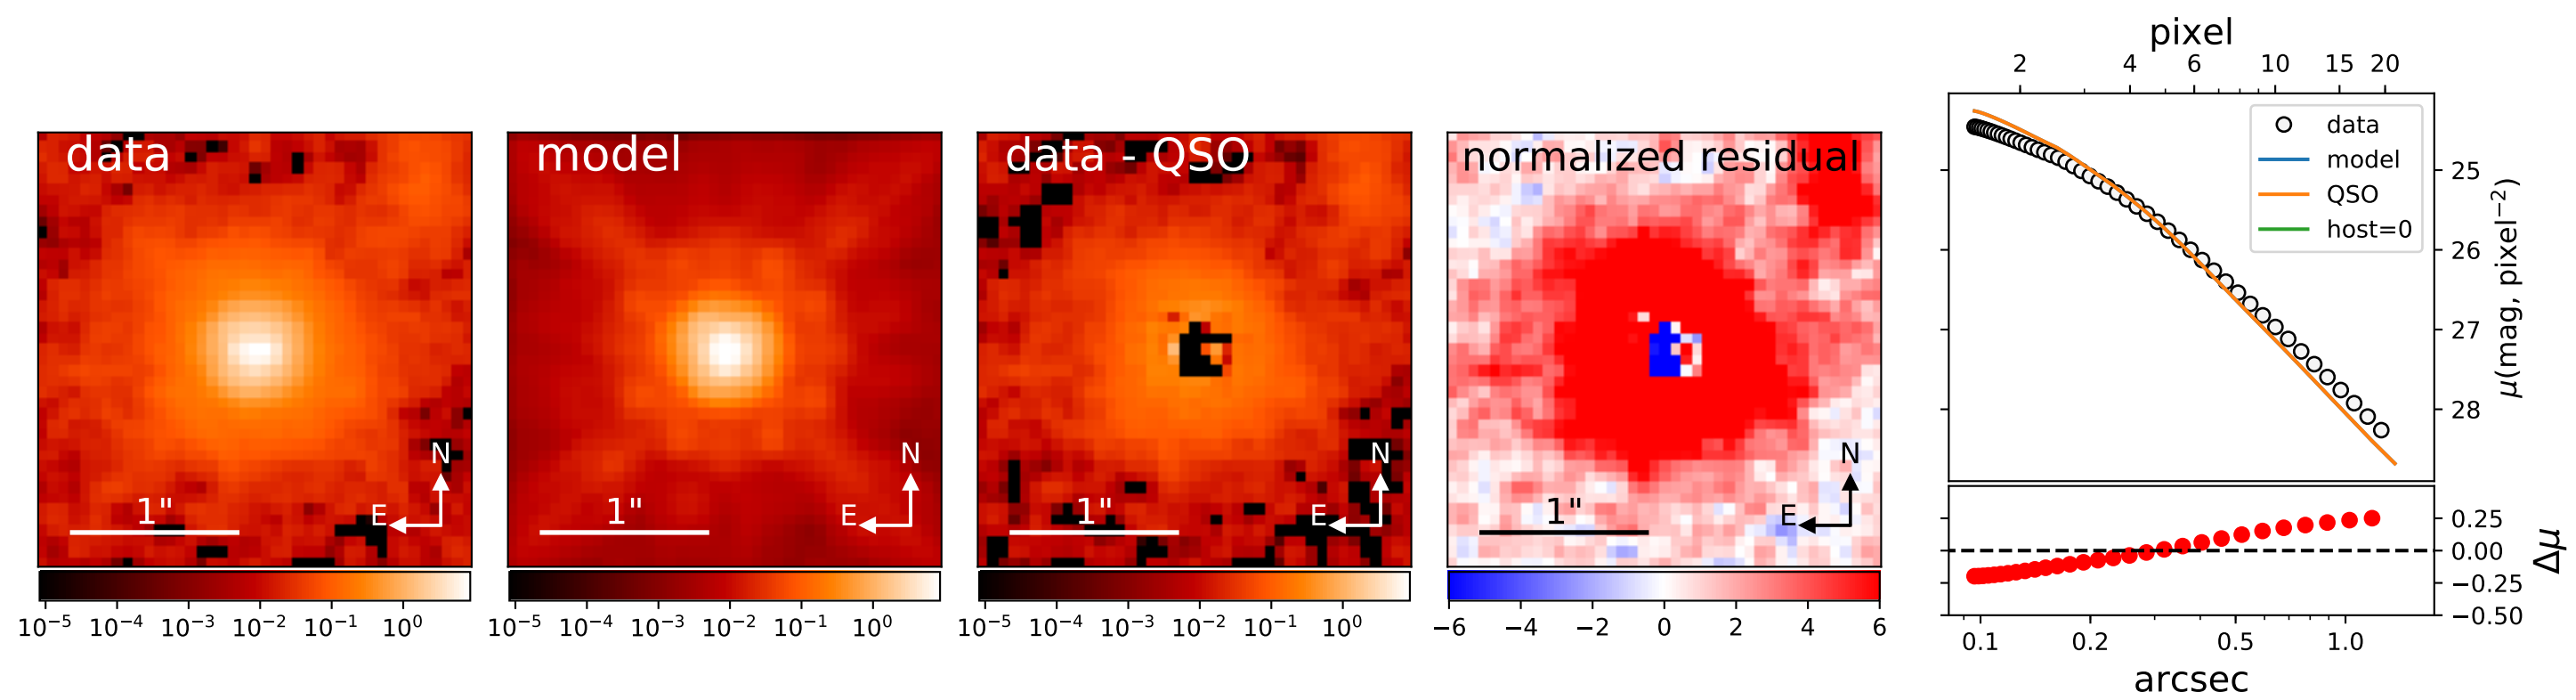 data
N
E
1"
10⁻⁵ 10⁻⁴ 10⁻³ 10⁻² 10⁻¹ 10⁰
model
N
E
1"
10⁻⁵ 10⁻⁴ 10⁻³ 10⁻² 10⁻¹ 10⁰
data - QSO
N
E
1"
10⁻⁵ 10⁻⁴ 10⁻³ 10⁻² 10⁻¹ 10⁰
normalized residual
N
E
1"
−6 −4 −2 0 2 4 6
pixel
2 4 6 10 15 20
data
model
QSO
host=0
25
26
27
28
μ(mag, pixel⁻²)
0.25
0.00
−0.25
−0.50
Δμ
0.1 0.2 0.5 1.0
arcsec